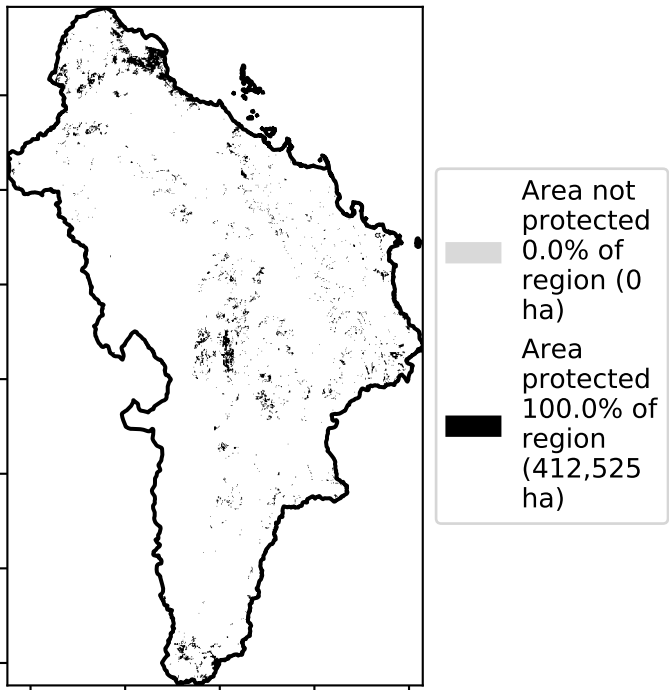 Area not
protected
0.0% of
region (0
ha)
Area
protected
100.0% of
region
(412,525
ha)